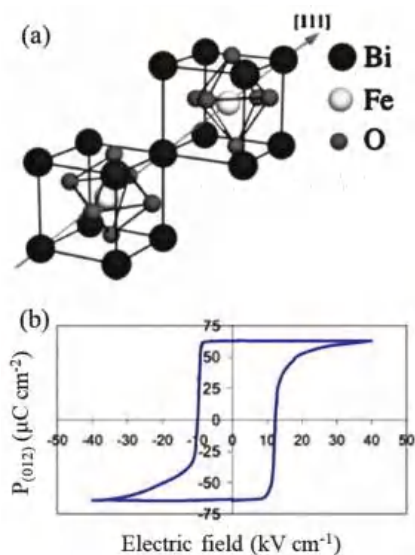 (a)
[111]
Bi
Fe
O
(b)
P(012) (μC cm-2)
75
50
25
0
-25
-50
-75
-50 -40 -30 -20 -10 0 10 20 30 40 50
Electric field (kV cm-1)